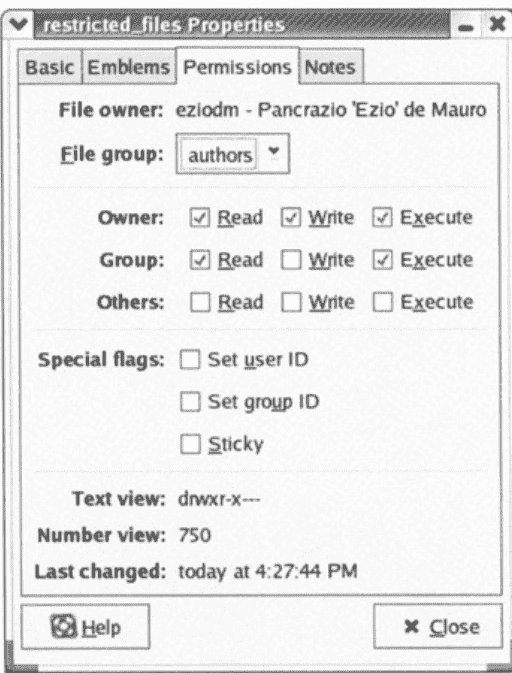 restricted_files Properties
Basic Emblems Permissions Notes
File owner: eziodm - Pancrazio 'Ezio' de Mauro
File group: authors
Owner: Read Write Execute
Group: Read Write Execute
Others: Read Write Execute
Special flags: Set user ID
Set group ID
Sticky
Text view: drwxr-x---
Number view: 750
Last changed: today at 4:27:44 PM
Help Close